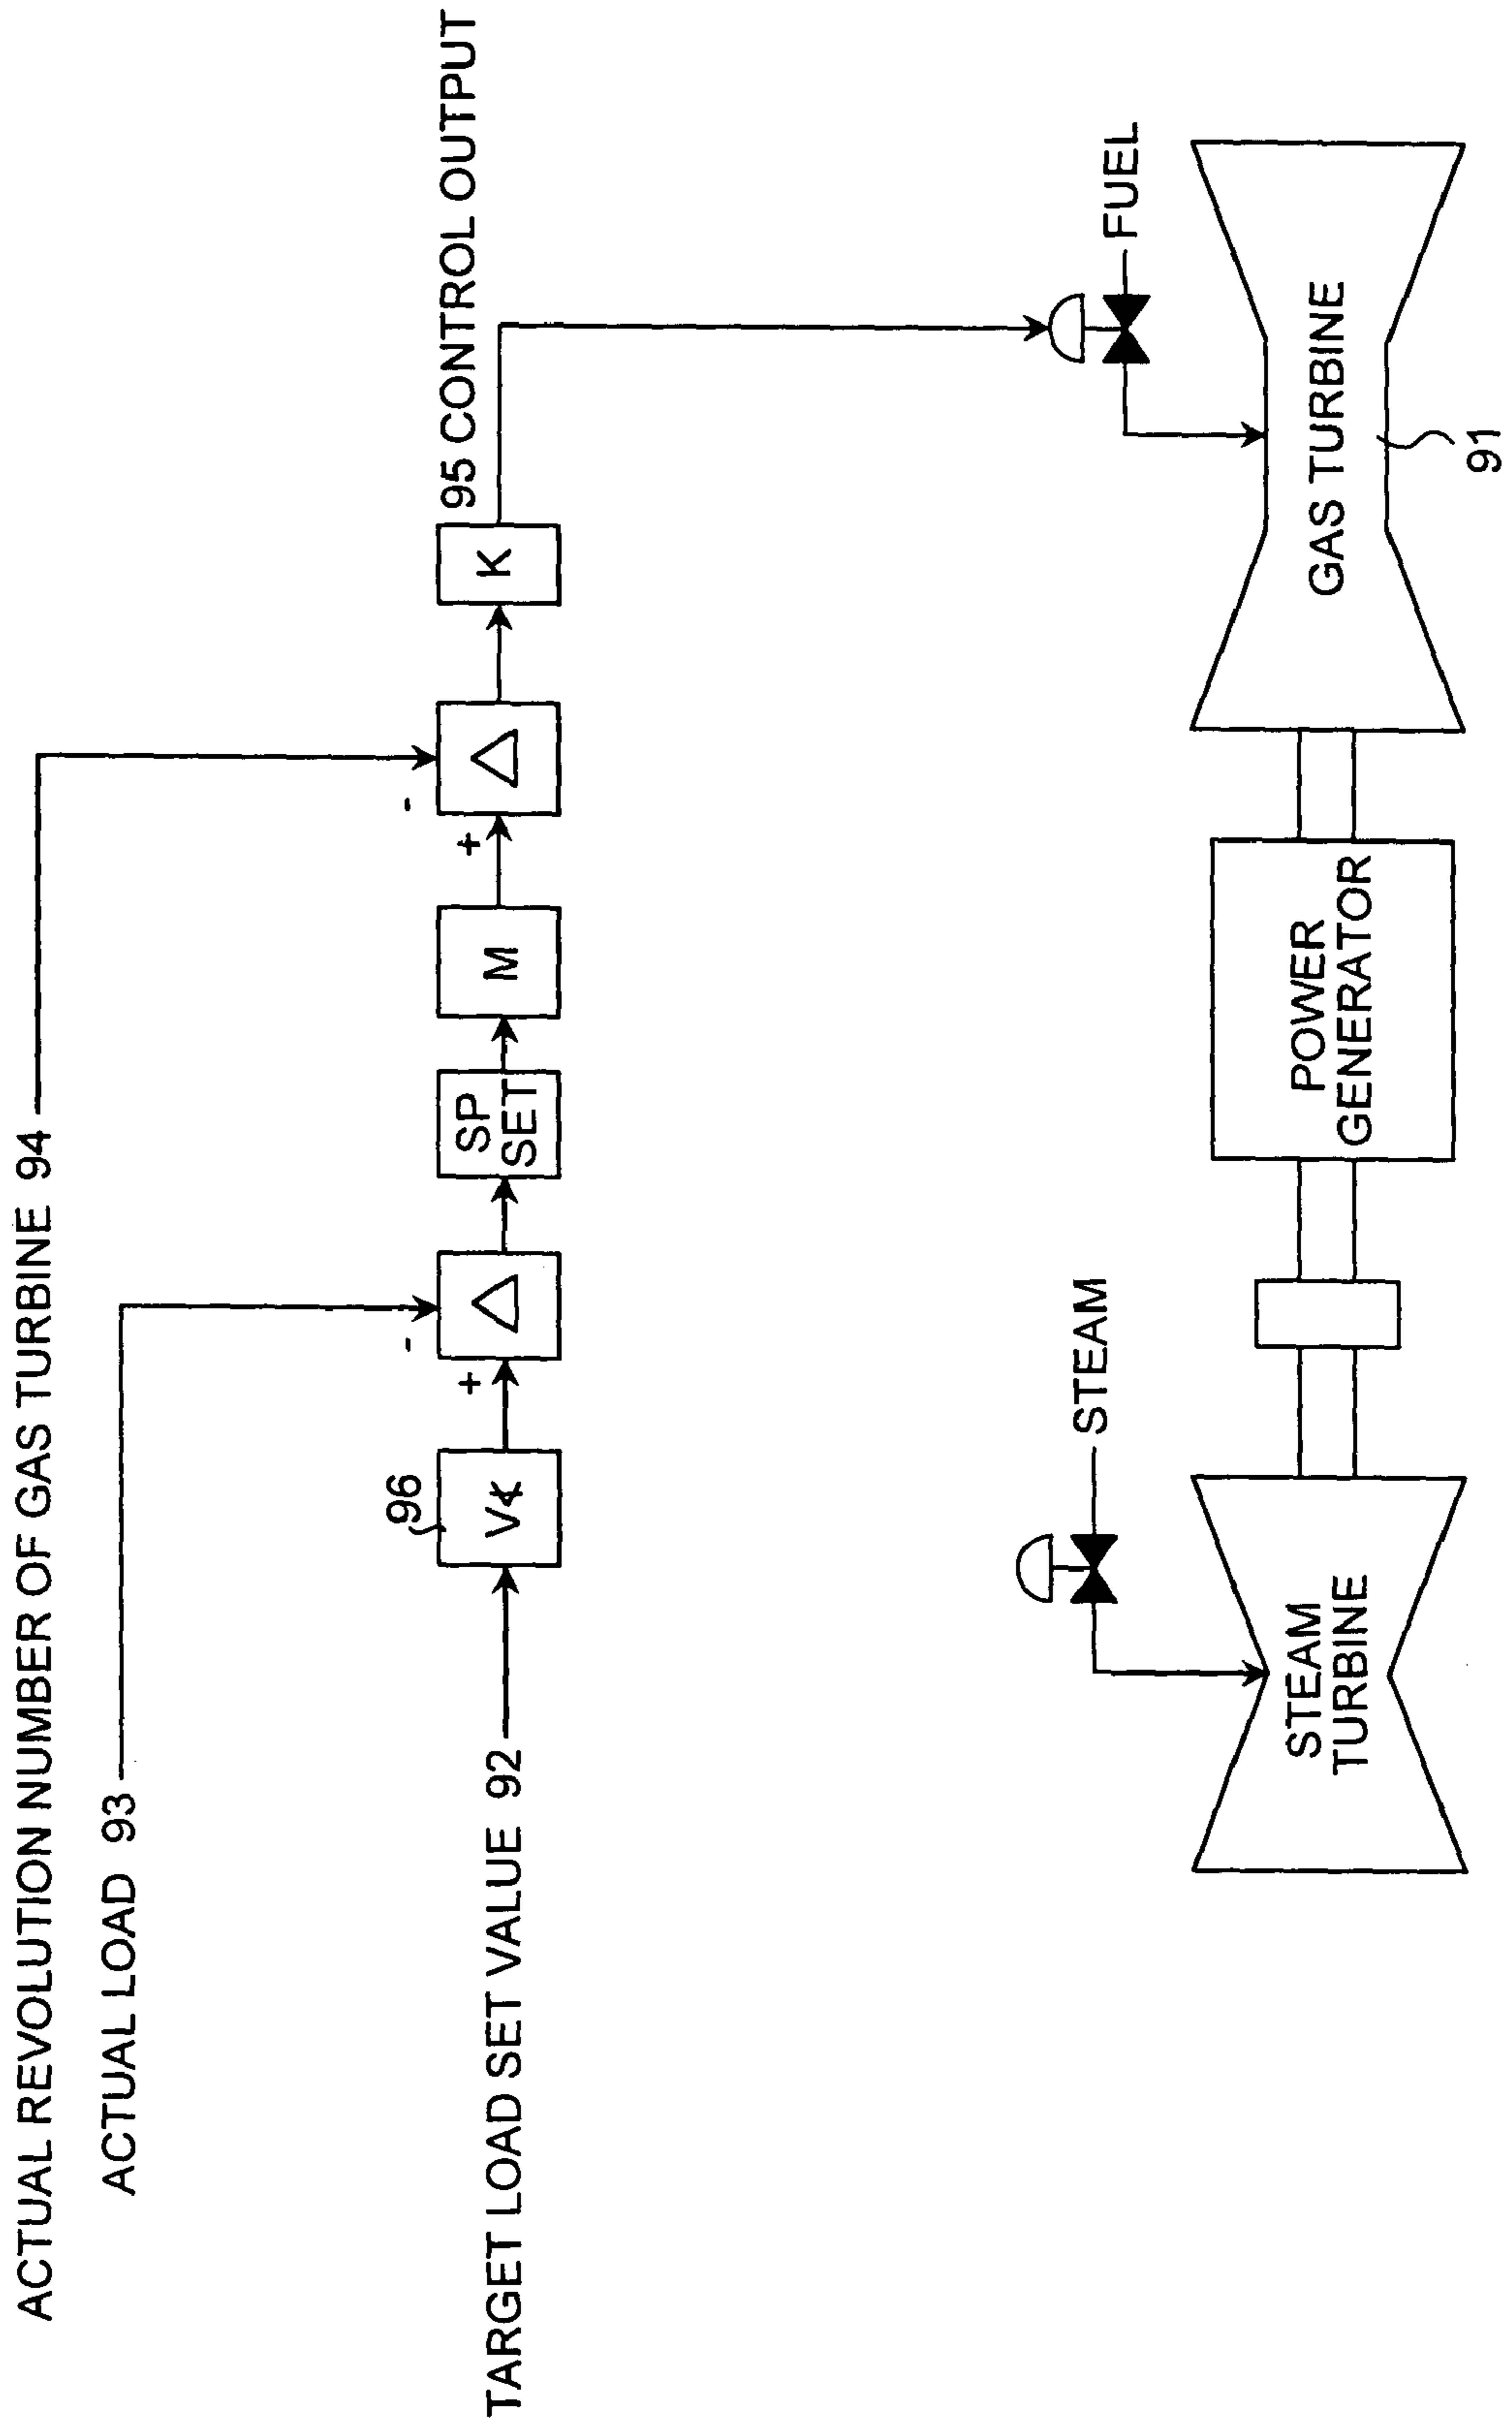 ACTUAL REVOLUTION NUMBER OF GAS TURBINE 94
ACTUAL LOAD 93
TARGET LOAD SET VALUE 92
96
+
-
SP
SET
M
+
-
K
95 CONTROL OUTPUT
STEAM
FUEL
STEAM
TURBINE
POWER
GENERATOR
GAS TURBINE
91